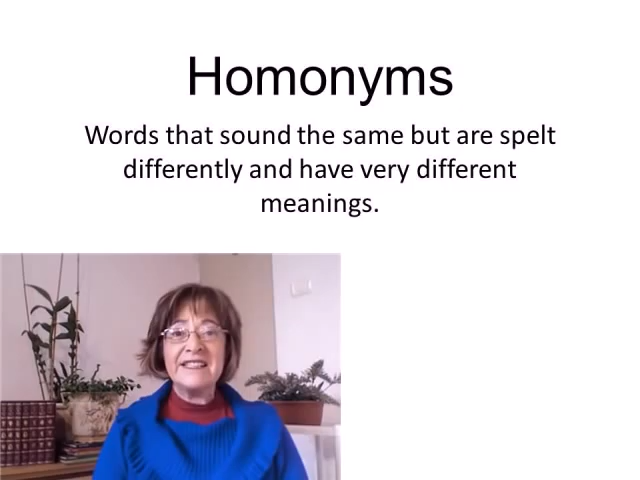 Homonyms
Words that sound the same but are spelt
differently and have very different
meanings.